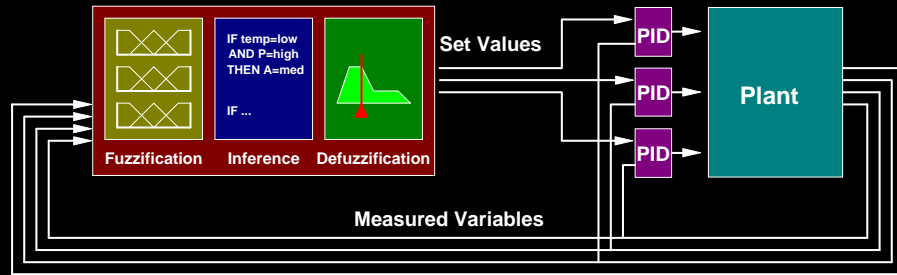 IF temp=low
AND P=high
THEN A=med
IF ...
Fuzzification
Inference
Defuzzification
Set Values
PID
PID
PID
Plant
Measured Variables